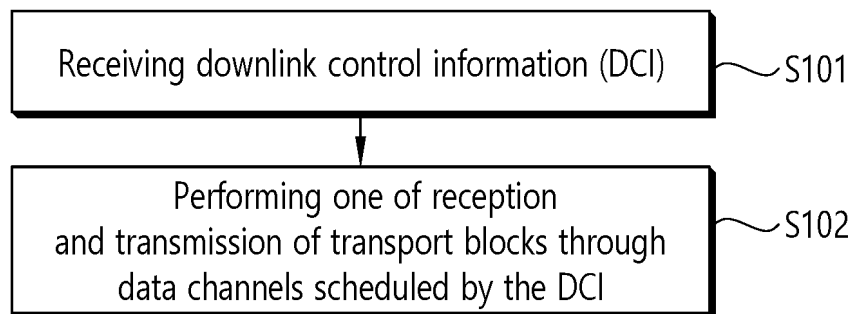 Receiving downlink control information (DCI)
S101
Performing one of reception
and transmission of transport blocks through
data channels scheduled by the DCI
S102